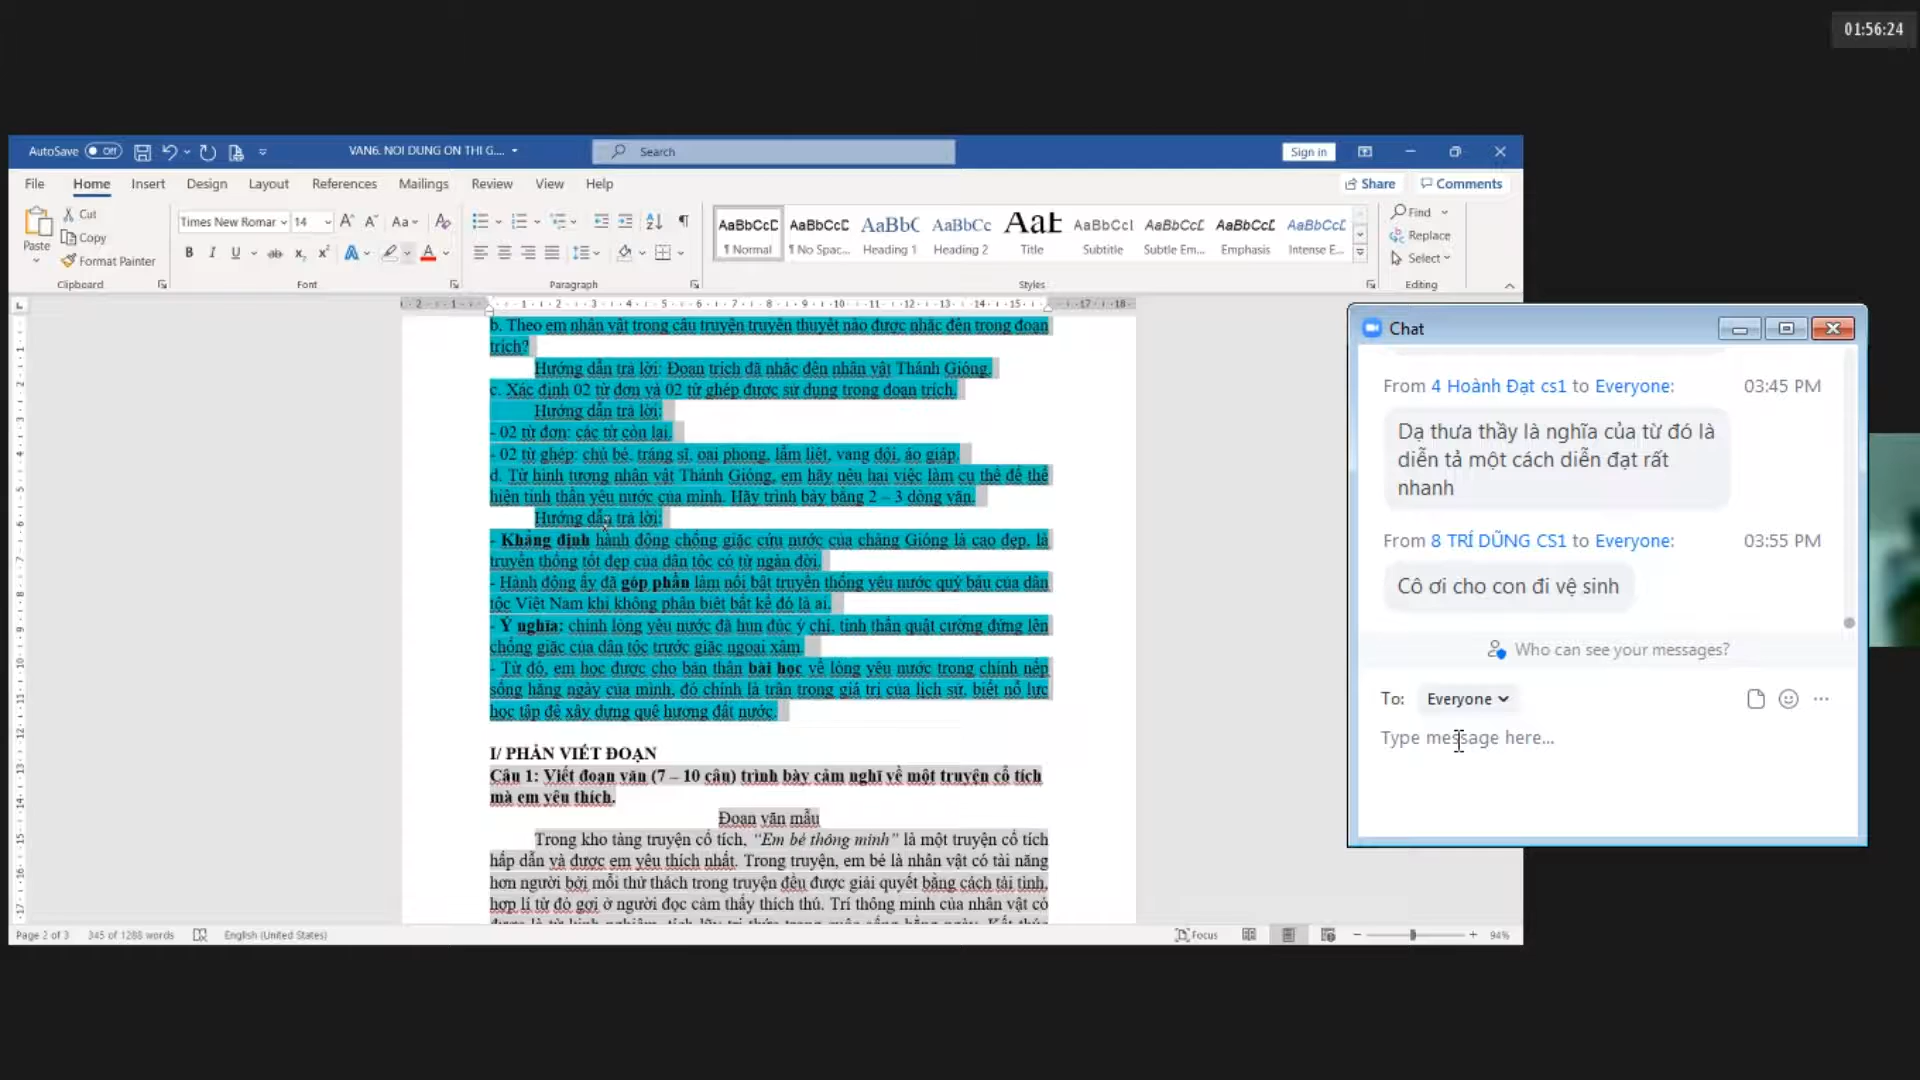 01:56:24
AutoSave Off VAN6. NOI DUNG ON THI G.... Search Sign in
File Home Insert Design Layout References Mailings Review View Help Share Comments
Paste Cut Copy Format Painter
Clipboard
Times New Romar 14
Font
Paragraph
AaBbCcD AaBbCcD AaBbC AaBbCc AaB AaBbCcI AaBbCcD AaBbCcD AaBbCcD
¶ Normal ¶ No Spac... Heading 1 Heading 2 Title Subtitle Subtle Em... Emphasis Intense E...
Styles
Find
Replace
Select
Editing
b. Theo em nhân vật trong câu truyện truyền thuyết nào được nhắc đến trong đoạn
trích?
Hướng dẫn trả lời: Đoạn trích đã nhắc đến nhân vật Thánh Gióng.
c. Xác định 02 từ đơn và 02 từ ghép được sử dụng trong đoạn trích.
Hướng dẫn trả lời:
- 02 từ đơn: các từ còn lại.
- 02 từ ghép: chú bé, tráng sĩ, oai phong, lẫm liệt, vang dội, áo giáp.
d. Từ hình tượng nhân vật Thánh Gióng, em hãy nêu hai việc làm cụ thể để thể
hiện tinh thần yêu nước của mình. Hãy trình bày bằng 2 – 3 dòng văn.
Hướng dẫn trả lời:
- Khẳng định hành động chống giặc cứu nước của chàng Gióng là cao đẹp, là
truyền thống tốt đẹp của dân tộc có từ ngàn đời.
- Hành động ấy đã góp phần làm nổi bật truyền thống yêu nước quý báu của dân
tộc Việt Nam khi không phân biệt bất kể đó là ai.
- Ý nghĩa: chính lòng yêu nước đã hun đúc ý chí, tinh thần quật cường đứng lên
chống giặc của dân tộc trước giặc ngoại xâm.
- Từ đó, em học được cho bản thân bài học về lòng yêu nước trong chính nếp
sống hằng ngày của mình, đó chính là trân trọng giá trị của lịch sử, biết nỗ lực
học tập để xây dựng quê hương đất nước.
I/ PHẦN VIẾT ĐOẠN
Câu 1: Viết đoạn văn (7 – 10 câu) trình bày cảm nghĩ về một truyện cổ tích
mà em yêu thích.
Đoạn văn mẫu
Trong kho tàng truyện cổ tích, “Em bé thông minh” là một truyện cổ tích
hấp dẫn và được em yêu thích nhất. Trong truyện, em bé là nhân vật có tài năng
hơn người bởi mỗi thử thách trong truyện đều được giải quyết bằng cách tài tình,
hợp lí từ đó gợi ở người đọc cảm thấy thích thú. Trí thông minh của nhân vật có
Page 2 of 3 345 of 1288 words English (United States) Focus 94%
Chat
From 4 Hoành Đạt cs1 to Everyone: 03:45 PM
Dạ thưa thầy là nghĩa của từ đó là
diễn tả một cách diễn đạt rất
nhanh
From 8 TRÍ DŨNG CS1 to Everyone: 03:55 PM
Cô ơi cho con đi vệ sinh
Who can see your messages?
To: Everyone
Type message here...